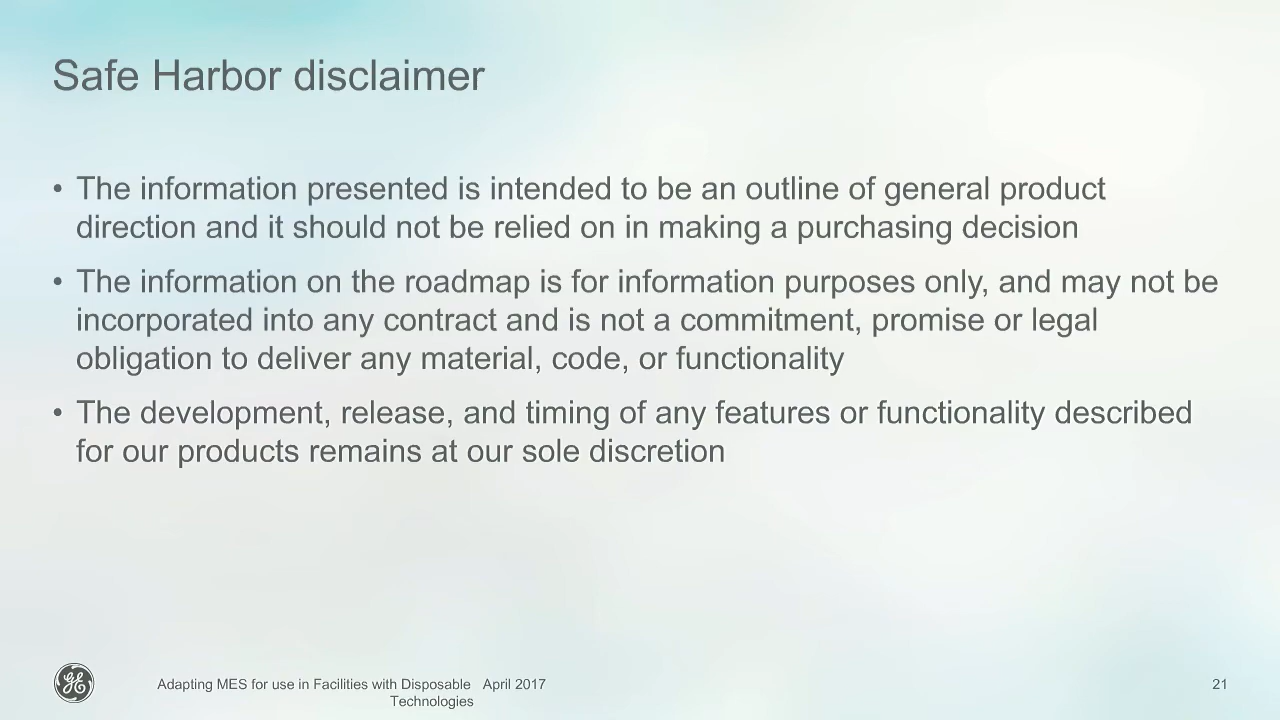 Safe Harbor disclaimer
• The information presented is intended to be an outline of general product
direction and it should not be relied on in making a purchasing decision
• The information on the roadmap is for information purposes only, and may not be
incorporated into any contract and is not a commitment, promise or legal
obligation to deliver any material, code, or functionality
• The development, release, and timing of any features or functionality described
for our products remains at our sole discretion
Adapting MES for use in Facilities with Disposable April 2017
Technologies
21